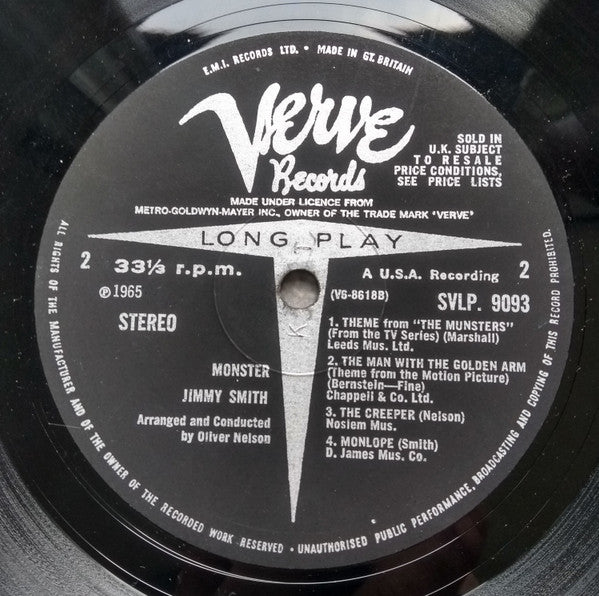 E.M.I. RECORDS LTD. • MADE IN GT. BRITAIN
Verve
Records
SOLD IN
U.K. SUBJECT
TO RESALE
PRICE CONDITIONS,
SEE PRICE LISTS
MADE UNDER LICENCE FROM
METRO-GOLDWYN-MAYER INC., OWNER OF THE TRADE MARK 'VERVE'
LONG PLAY
2 33⅓ r.p.m.
A U.S.A. Recording 2
℗ 1965
(V6-8618B)
SVLP. 9093
STEREO
K
MONSTER
JIMMY SMITH
Arranged and Conducted
by Oliver Nelson
1. THEME from "THE MUNSTERS"
(From the TV Series) (Marshall)
Leeds Mus. Ltd.
2. THE MAN WITH THE GOLDEN ARM
(Theme from the Motion Picture)
(Bernstein—Fine)
Chappell & Co. Ltd.
3. THE CREEPER (Nelson)
Noslem Mus.
4. MONLOPE (Smith)
D. James Mus. Co.
ALL RIGHTS OF THE MANUFACTURER AND OF THE OWNER OF THE RECORDED WORK RESERVED • UNAUTHORISED PUBLIC PERFORMANCE, BROADCASTING AND COPYING OF THIS RECORD PROHIBITED.